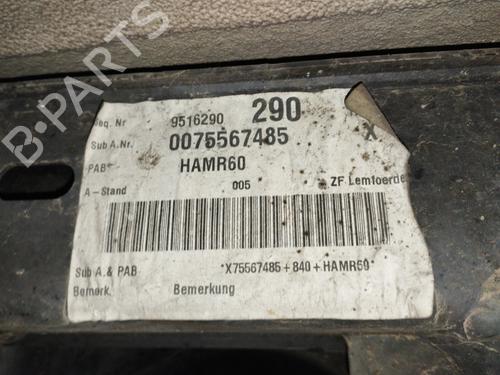 eq. Nr 9516290 290
Sub A.Nr. 0075567485 X
PAB* HAMR60
A-Stand 005 ZF Lemfoerde
*X75567485+840+HAMR60*
Sub A.& PAB
Bemerk. Bemerkung
B-PARTS